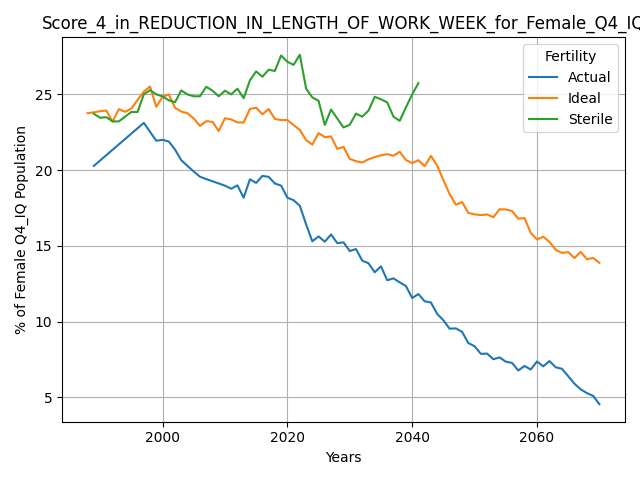 Score_4_in_REDUCTION_IN_LENGTH_OF_WORK_WEEK_for_Female_Q4_IQ
Fertility
Actual
Ideal
Sterile
% of Female Q4_IQ Population
25
20
15
10
5
2000
2020
2040
2060
Years